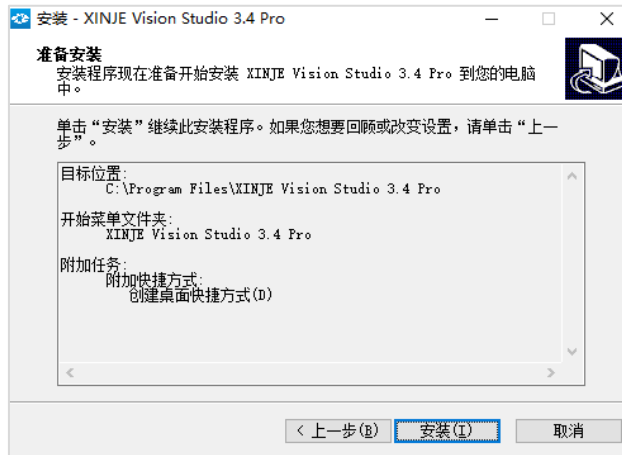 安装 - XINJE Vision Studio 3.4 Pro
准备安装
安装程序现在准备开始安装 XINJE Vision Studio 3.4 Pro 到您的电脑
中。
单击“安装”继续此安装程序。如果您想要回顾或改变设置，请单击“上一
步”。
目标位置:
C:\Program Files\XINJE Vision Studio 3.4 Pro
开始菜单文件夹:
XINJE Vision Studio 3.4 Pro
附加任务:
附加快捷方式:
创建桌面快捷方式(D)
< 上一步(B) 安装(I) 取消